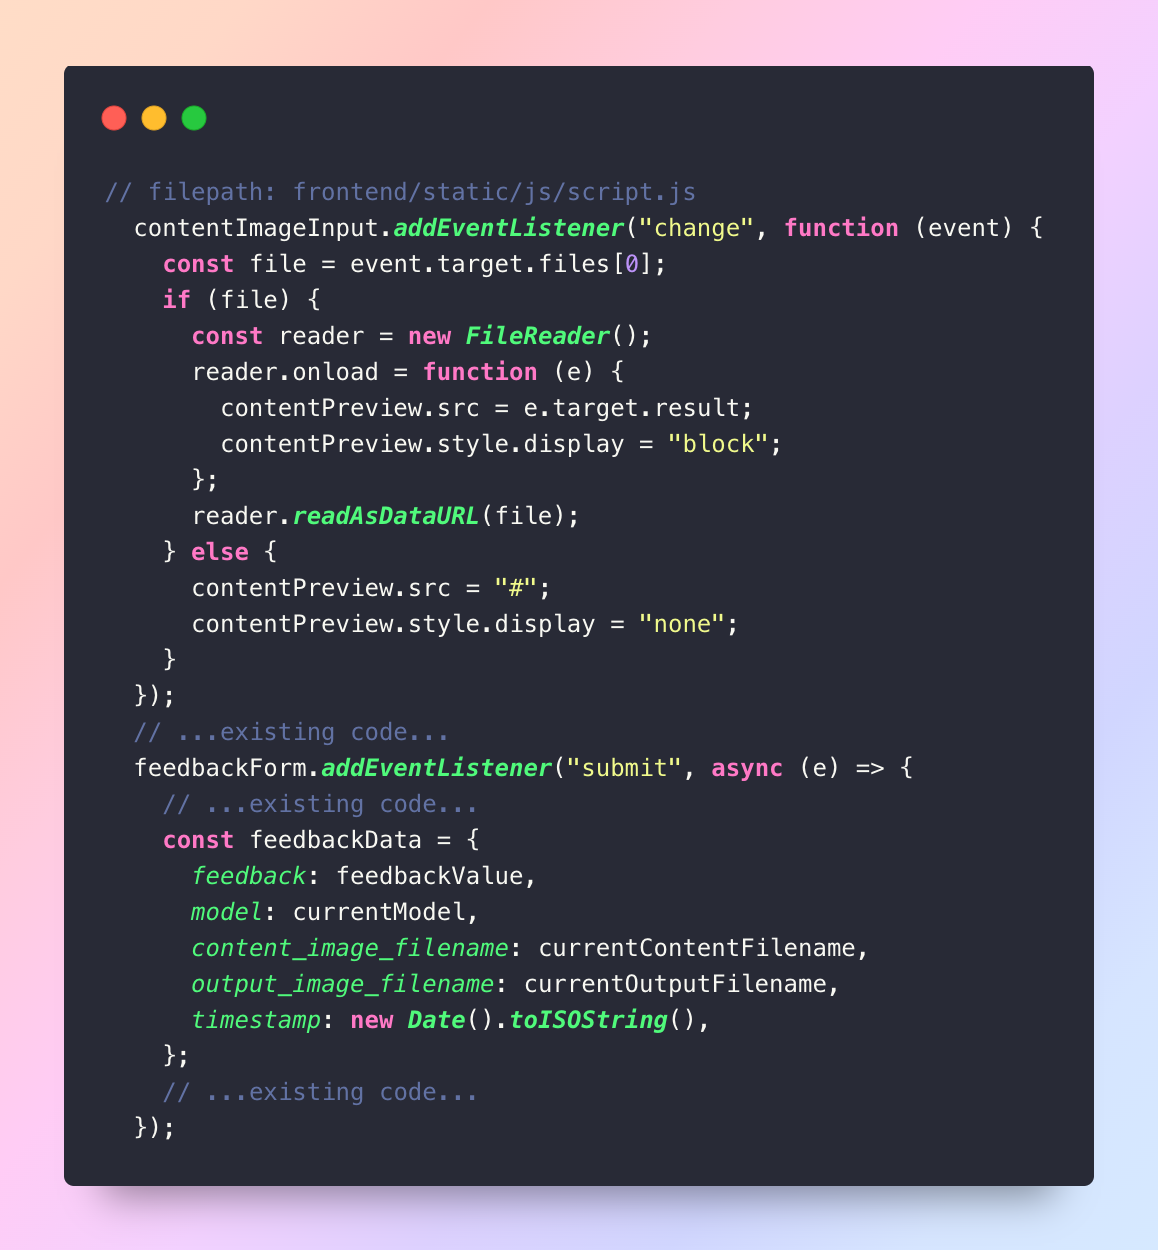 // filepath: frontend/static/js/script.js
  contentImageInput.addEventListener("change", function (event) {
    const file = event.target.files[0];
    if (file) {
      const reader = new FileReader();
      reader.onload = function (e) {
        contentPreview.src = e.target.result;
        contentPreview.style.display = "block";
      };
      reader.readAsDataURL(file);
    } else {
      contentPreview.src = "#";
      contentPreview.style.display = "none";
    }
  });
  // ...existing code...
  feedbackForm.addEventListener("submit", async (e) => {
    // ...existing code...
    const feedbackData = {
      feedback: feedbackValue,
      model: currentModel,
      content_image_filename: currentContentFilename,
      output_image_filename: currentOutputFilename,
      timestamp: new Date().toISOString(),
    };
    // ...existing code...
  });